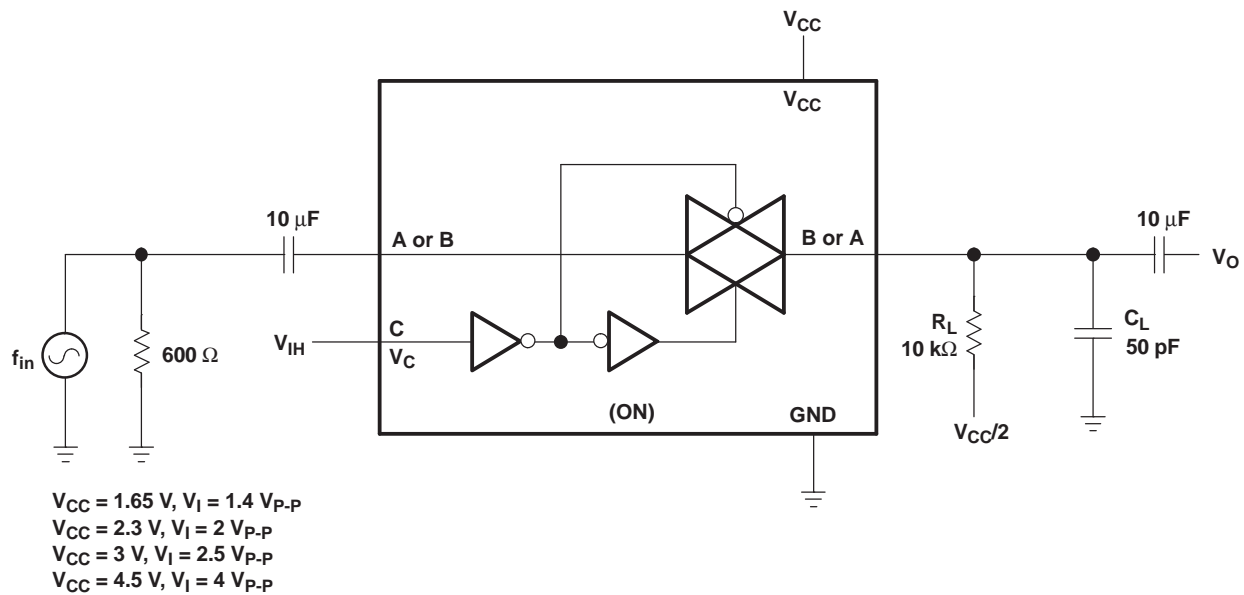 VCC
VCC
10 μF
A or B
B or A
10 μF
VO
fin
600 Ω
VIH
C
VC
RL
10 kΩ
CL
50 pF
(ON)
GND
VCC/2
VCC = 1.65 V, VI = 1.4 VP-P
VCC = 2.3 V, VI = 2 VP-P
VCC = 3 V, VI = 2.5 VP-P
VCC = 4.5 V, VI = 4 VP-P